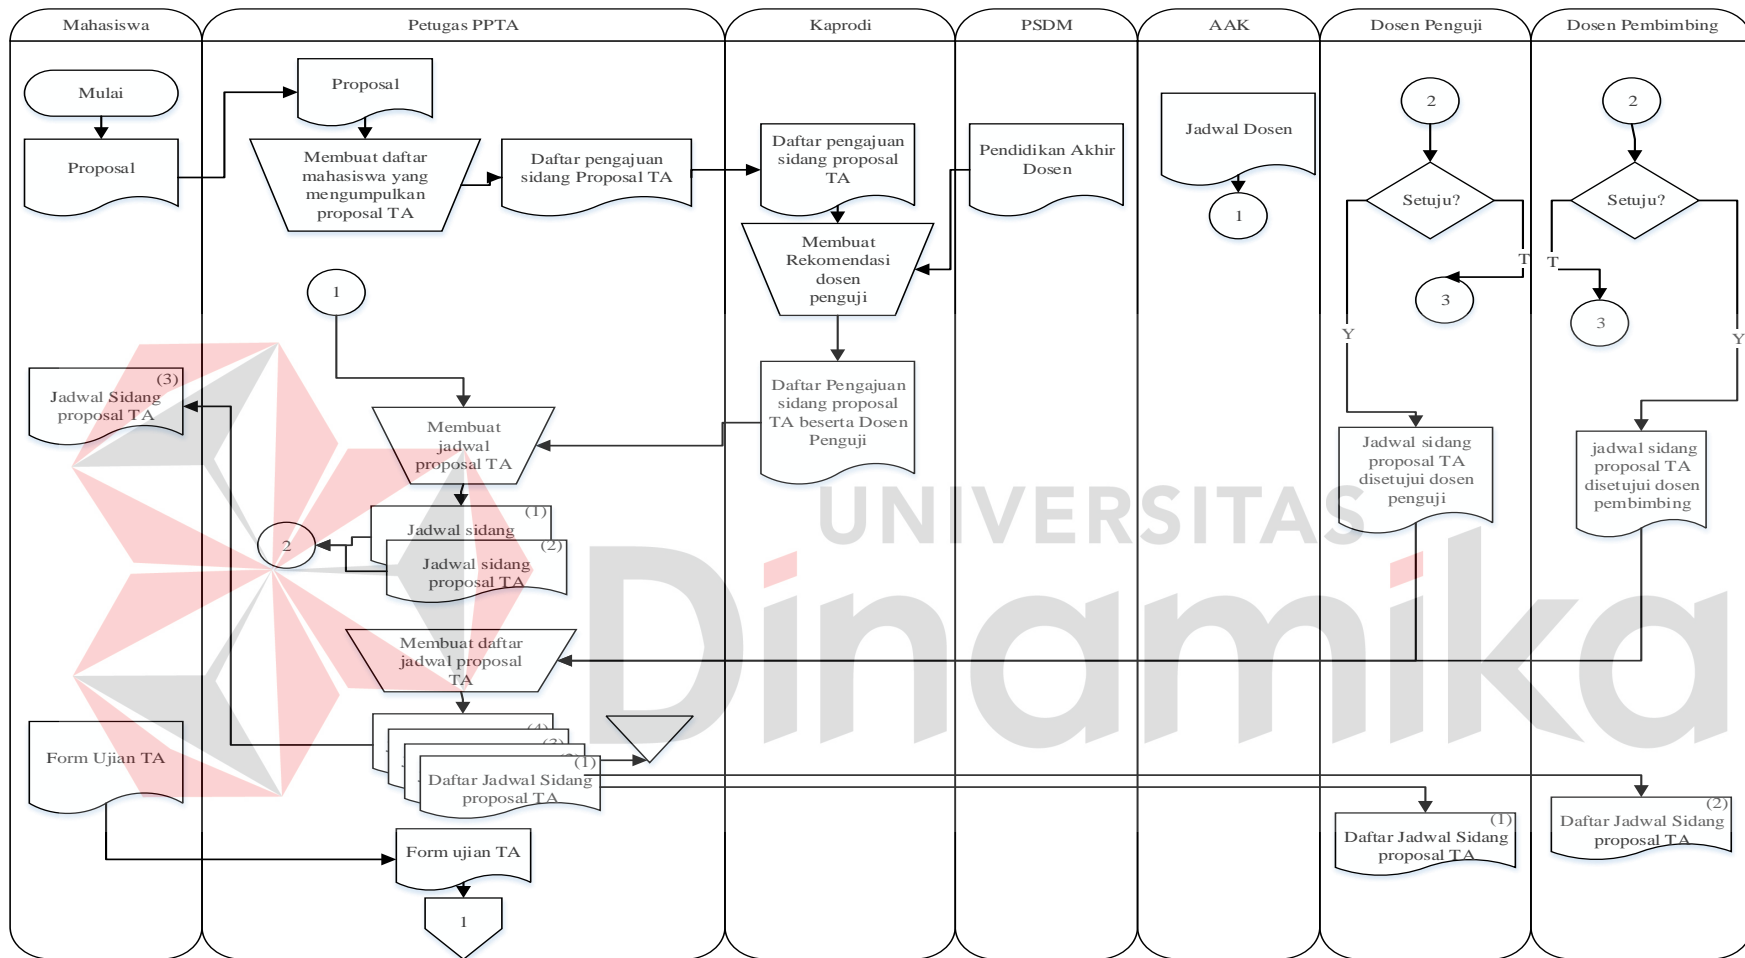 Mahasiswa
Petugas PPTA
Kaprodi
PSDM
AAK
Dosen Penguji
Dosen Pembimbing
Mulai
Proposal
Proposal
Membuat daftar
mahasiswa yang
mengumpulkan
proposal TA
Daftar pengajuan
sidang Proposal TA
Daftar pengajuan
sidang proposal
TA
Pendidikan Akhir
Dosen
Jadwal Dosen
1
2
2
Setuju?
Setuju?
T
T
3
3
Y
Y
Membuat
Rekomendasi
dosen
penguji
1
(3)
Jadwal Sidang
proposal TA
Membuat
jadwal
proposal TA
Daftar Pengajuan
sidang proposal
TA beserta Dosen
Penguji
Jadwal sidang
proposal TA
disetujui dosen
penguji
jadwal sidang
proposal TA
disetujui dosen
pembimbing
(1)
Jadwal sidang
2
(2)
Jadwal sidang
proposal TA
UNIVERSITAS
Dinamika
Membuat daftar
jadwal proposal
TA
(4)
(3)
(2)
(1)
Daftar Jadwal Sidang
proposal TA
Form Ujian TA
(1)
Daftar Jadwal Sidang
proposal TA
(2)
Daftar Jadwal Sidang
proposal TA
Form ujian TA
1